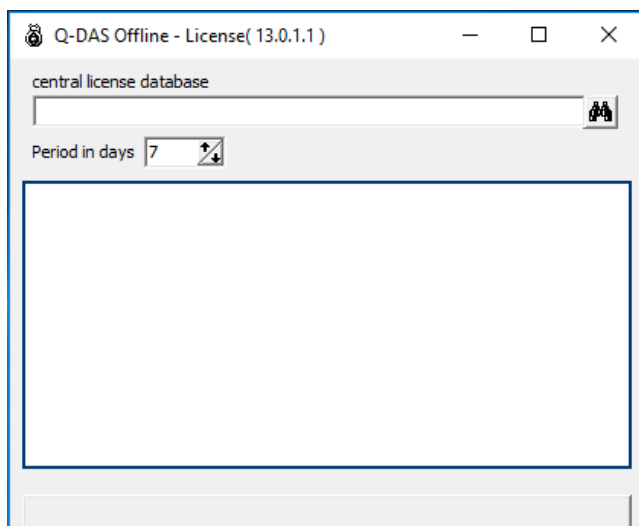 Q-DAS Offline - License( 13.0.1.1 )
central license database
Period in days 7